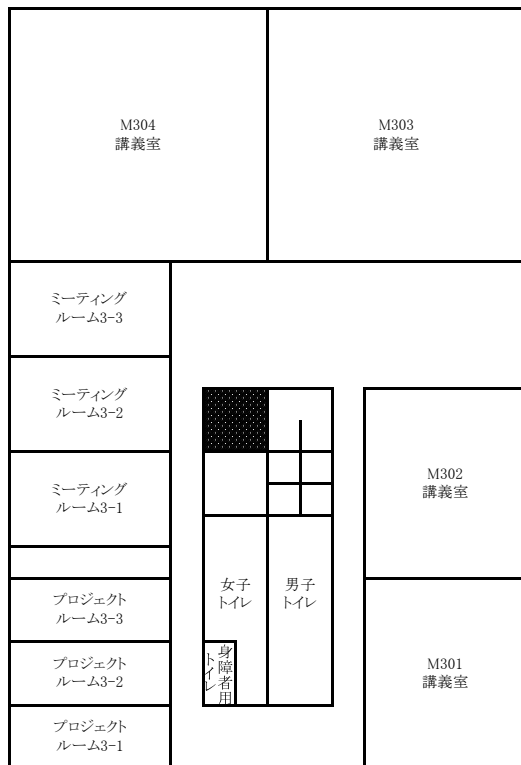 M304
講義室
M303
講義室
ミーティング
ルーム3-3
ミーティング
ルーム3-2
ミーティング
ルーム3-1
M302
講義室
プロジェクト
ルーム3-3
女子
トイレ
男子
トイレ
プロジェクト
ルーム3-2
身障者用
トイレ
M301
講義室
プロジェクト
ルーム3-1